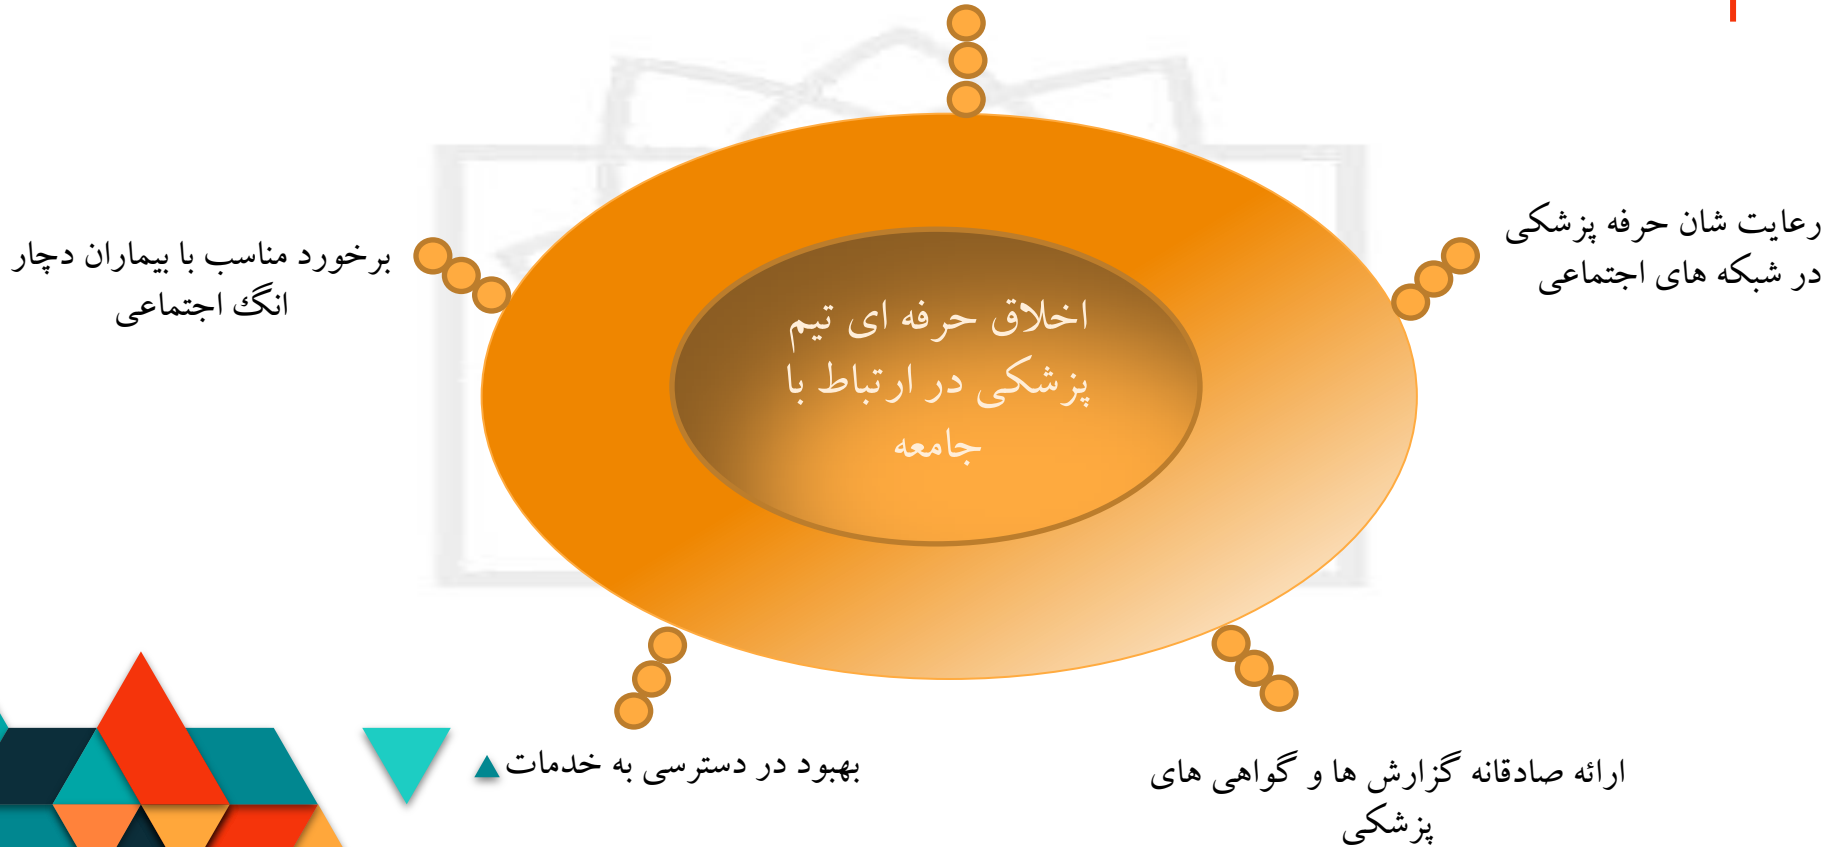 رعایت شان حرفه پزشکی
در شبکه های اجتماعی
برخورد مناسب با بیماران دچار
انگ اجتماعی
اخلاق حرفه ای تیم
پزشکی در ارتباط با
جامعه
ارائه صادقانه گزارش ها و گواهی های
پزشکی
بهبود در دسترسی به خدمات